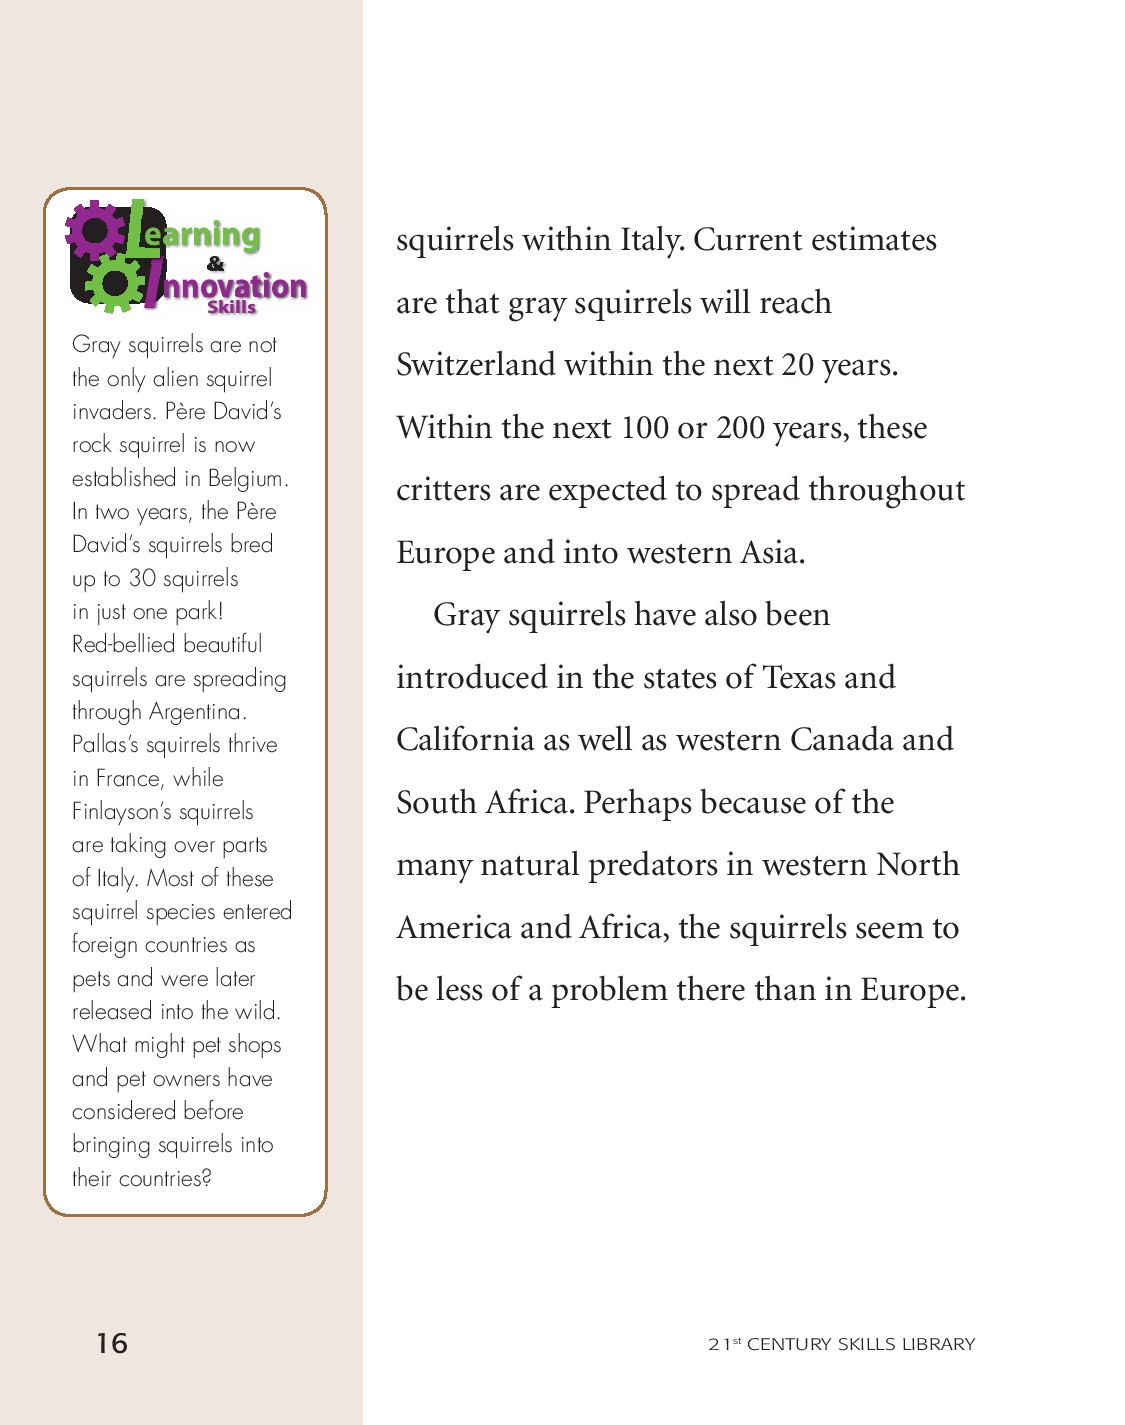 Learning
&
Innovation
Skills
Gray squirrels are not
the only alien squirrel
invaders. Père David's
rock squirrel is now
established in Belgium.
In two years, the Père
David's squirrels bred
up to 30 squirrels
in just one park!
Red-bellied beautiful
squirrels are spreading
through Argentina.
Pallas's squirrels thrive
in France, while
Finlayson's squirrels
are taking over parts
of Italy. Most of these
squirrel species entered
foreign countries as
pets and were later
released into the wild.
What might pet shops
and pet owners have
considered before
bringing squirrels into
their countries?
squirrels within Italy. Current estimates
are that gray squirrels will reach
Switzerland within the next 20 years.
Within the next 100 or 200 years, these
critters are expected to spread throughout
Europe and into western Asia.
Gray squirrels have also been
introduced in the states of Texas and
California as well as western Canada and
South Africa. Perhaps because of the
many natural predators in western North
America and Africa, the squirrels seem to
be less of a problem there than in Europe.
16
21st CENTURY SKILLS LIBRARY